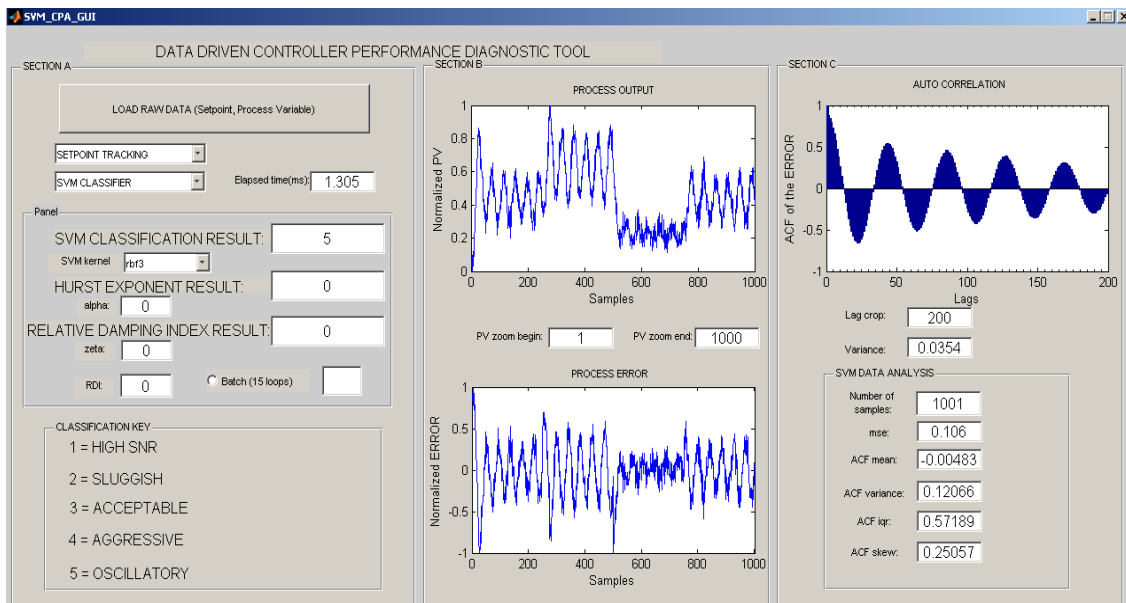 SVM_CPA_GUI
DATA DRIVEN CONTROLLER PERFORMANCE DIAGNOSTIC TOOL
SECTION A
LOAD RAW DATA (Setpoint, Process Variable)
SETPOINT TRACKING
SVM CLASSIFIER
Elapsed time(ms): 1.305
Panel
SVM CLASSIFICATION RESULT: 5
SVM kernel rbf3
HURST EXPONENT RESULT: 0
alpha: 0
RELATIVE DAMPING INDEX RESULT: 0
zeta: 0
RDI: 0
Batch (15 loops)
CLASSIFICATION KEY
1 = HIGH SNR
2 = SLUGGISH
3 = ACCEPTABLE
4 = AGGRESSIVE
5 = OSCILLATORY
SECTION B
PROCESS OUTPUT
Normalized PV
1
0.8
0.6
0.4
0.2
0
0 200 400 600 800 1000
Samples
PV zoom begin: 1 PV zoom end: 1000
PROCESS ERROR
Normalized ERROR
1
0.5
0
-0.5
-1
0 200 400 600 800 1000
Samples
SECTION C
AUTO CORRELATION
ACF of the ERROR
1
0.5
0
-0.5
-1
0 50 100 150 200
Lags
Lag crop: 200
Variance: 0.0354
SVM DATA ANALYSIS
Number of
samples: 1001
mse: 0.106
ACF mean: -0.00483
ACF variance: 0.12066
ACF iqr: 0.57189
ACF skew: 0.25057